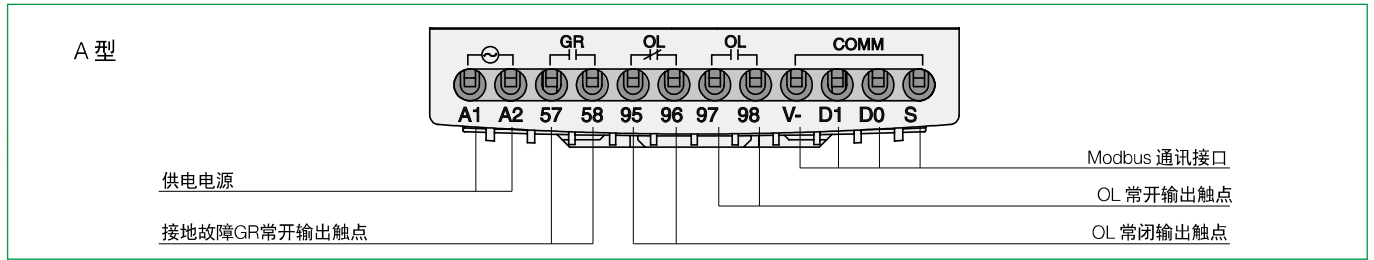 A 型
GR OL OL COMM
A1 A2 57 58 95 96 97 98 V- D1 D0 S
Modbus 通讯接口
供电电源
OL 常开输出触点
接地故障GR常开输出触点
OL 常闭输出触点